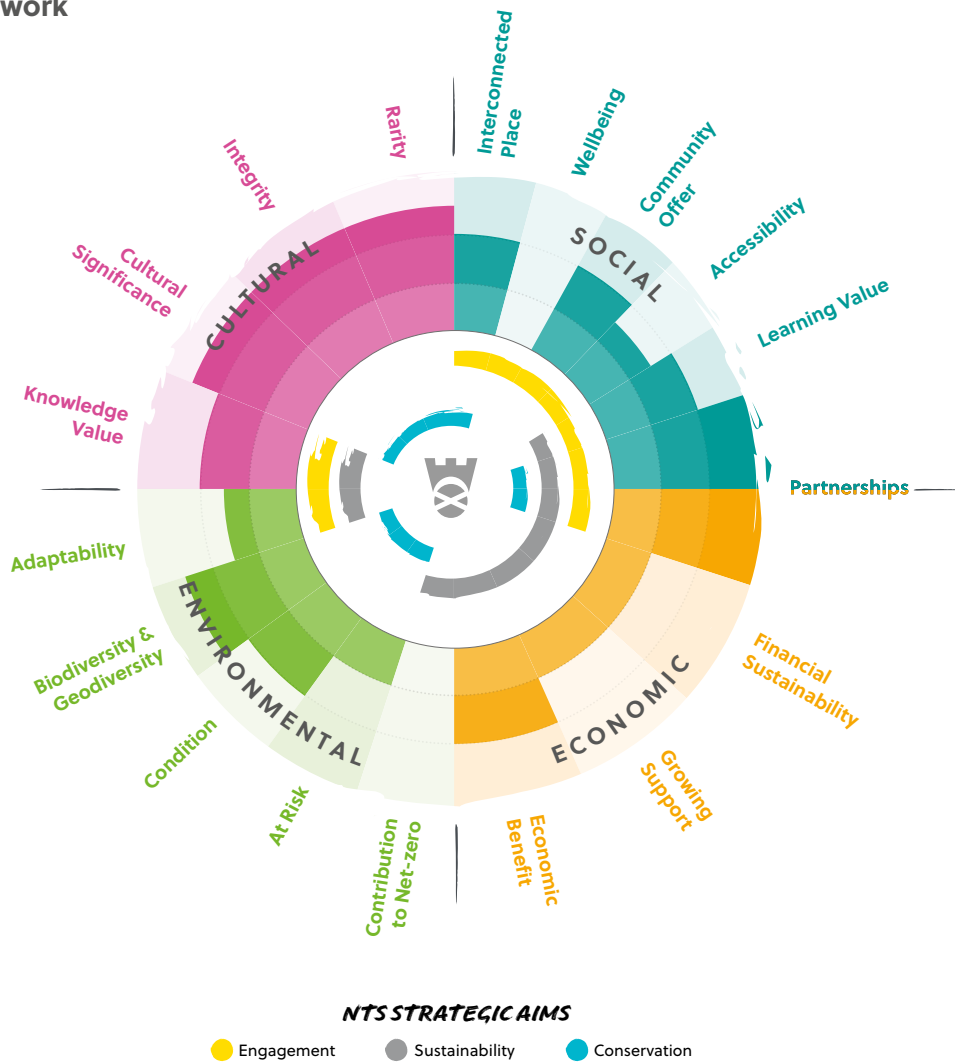 work
Interconnected
Place
Wellbeing
Community
Offer
Accessibility
Learning Value
Partnerships
Rarity
Integrity
Cultural
Significance
Knowledge
Value
CULTURAL
SOCIAL
Adaptability
Biodiversity &
Geodiversity
Condition
At Risk
Contribution
to Net-zero
ENVIRONMENTAL
ECONOMIC
Financial
Sustainability
Growing
Support
Economic
Benefit
NTS STRATEGIC AIMS
Engagement
Sustainability
Conservation